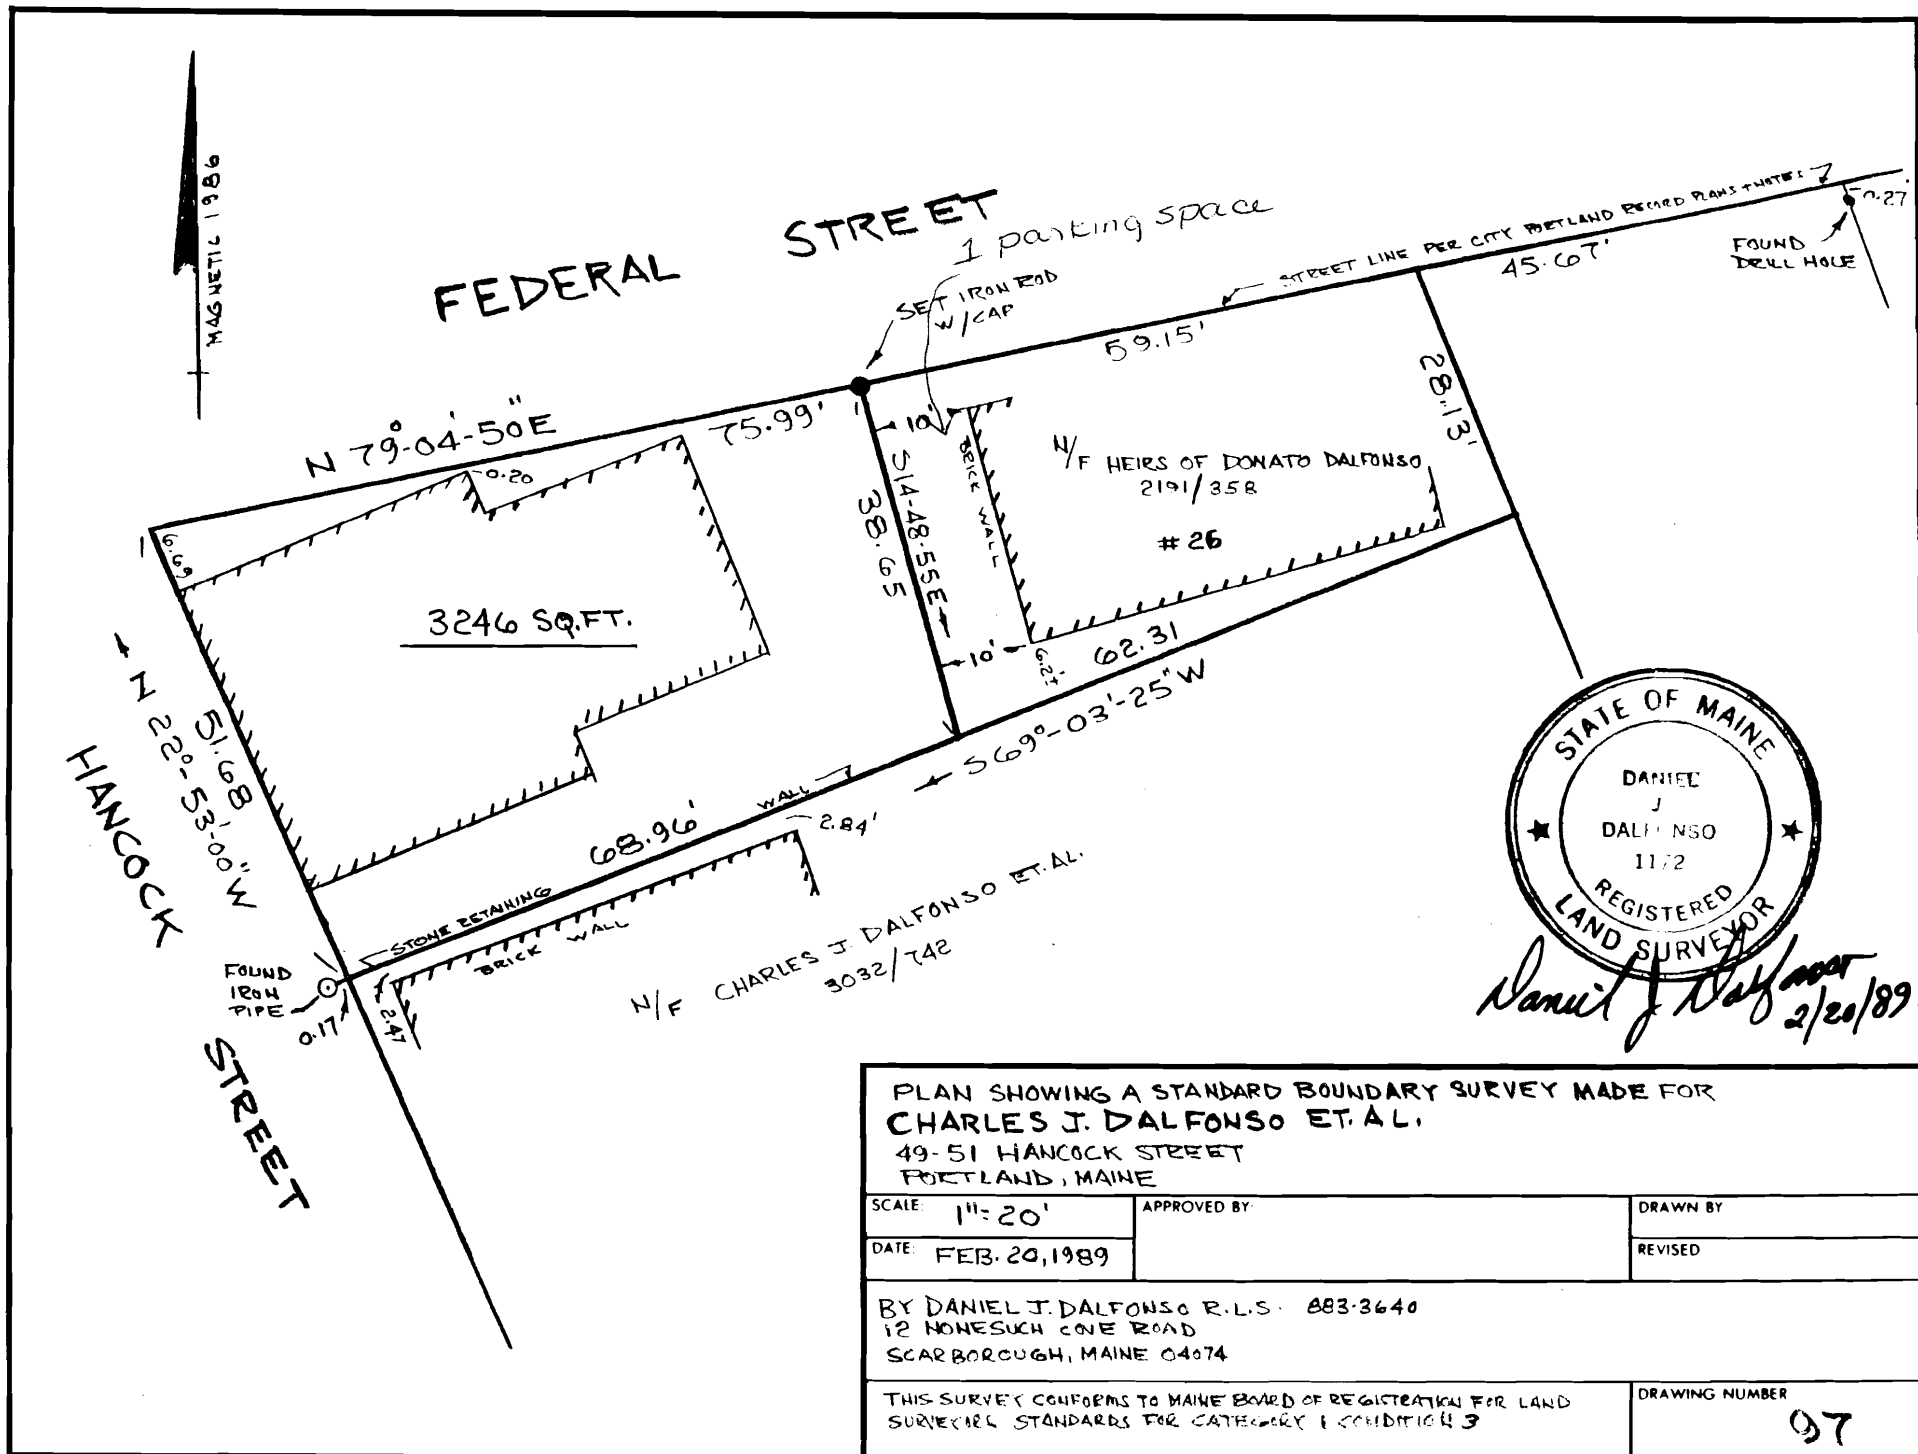 MAGNETIC 1986
FEDERAL STREET
1 parking space
SET IRON ROD
W/CAP
STREET LINE PER CITY PORTLAND RECORD PLANS + NOTES
45.67'
0.27
FOUND
DRILL HOLE
59.15'
28.13'
N 79°-04'-50"E
75.99'
0.20
6.69
10'
S14-48-55E
38.65
BRICK WALL
N/F HEIRS OF DONATO DALFONSO
2191/358
# 26
3246 SQ.FT.
10'
6.2±
62.31
S 69°-03'-25"W
N 22°-53'-00"W
51.68
HANCOCK STREET
68.96'
STONE RETAINING WALL
2.84'
BRICK WALL
FOUND
IRON
PIPE
0.17
2.47
N/F CHARLES J. DALFONSO ET.AL.
3032/742
STATE OF MAINE
DANIEL
J
DALF NSO
11 2
REGISTERED
LAND SURVEYOR
Daniel J Dalfonso
2/20/89
PLAN SHOWING A STANDARD BOUNDARY SURVEY MADE FOR
CHARLES J. DALFONSO ET.AL.
49-51 HANCOCK STREET
PORTLAND, MAINE
SCALE: 1"=20'
APPROVED BY:
DRAWN BY
DATE: FEB. 20, 1989
REVISED
BY DANIEL J. DALFONSO R.L.S. 883-3640
12 NONESUCH COVE ROAD
SCARBOROUGH, MAINE 04074
THIS SURVEY CONFORMS TO MAINE BOARD OF REGISTRATION FOR LAND
SURVEYORS STANDARDS FOR CATEGORY 1 CONDITION 3
DRAWING NUMBER
97